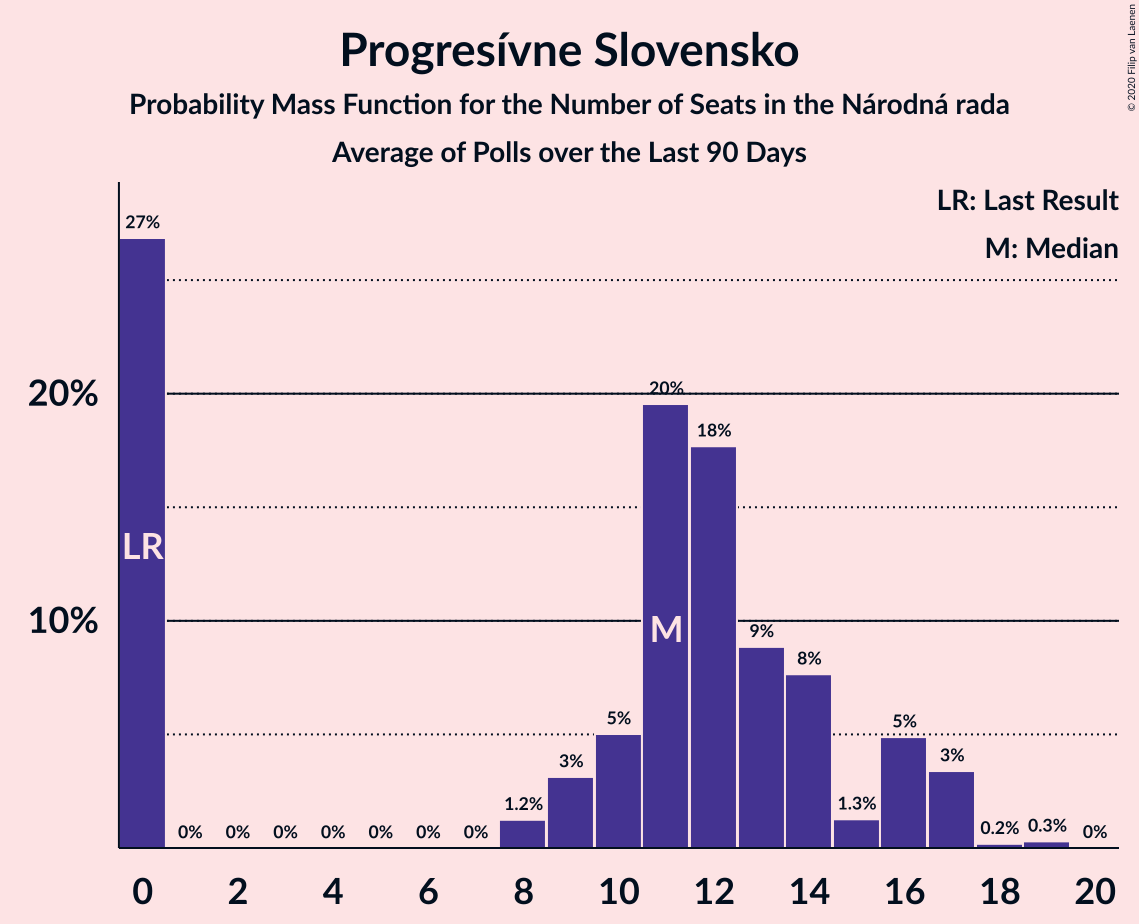 Progresívne Slovensko
Probability Mass Function for the Number of Seats in the Národná rada
Average of Polls over the Last 90 Days
© 2020 Filip van Laenen
LR: Last Result
M: Median
27%
20%
20%
18%
LR
M
10%
9%
8%
5%
5%
3%
3%
1.2%
1.3%
0.2%
0.3%
0%
0%
0%
0%
0%
0%
0%
0%
0 2 4 6 8 10 12 14 16 18 20